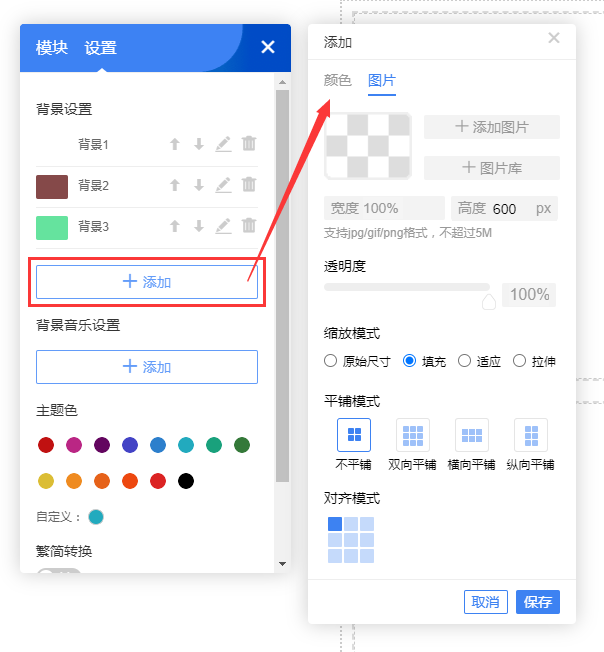 模块 设置
背景设置
背景1
背景2
背景3
添加
背景音乐设置
添加
主题色
自定义：
繁简转换
添加
颜色 图片
添加图片
图片库
宽度 100% 高度 600 px
支持jpg/gif/png格式，不超过5M
透明度
100%
缩放模式
原始尺寸 填充 适应 拉伸
平铺模式
不平铺 双向平铺 横向平铺 纵向平铺
对齐模式
取消 保存